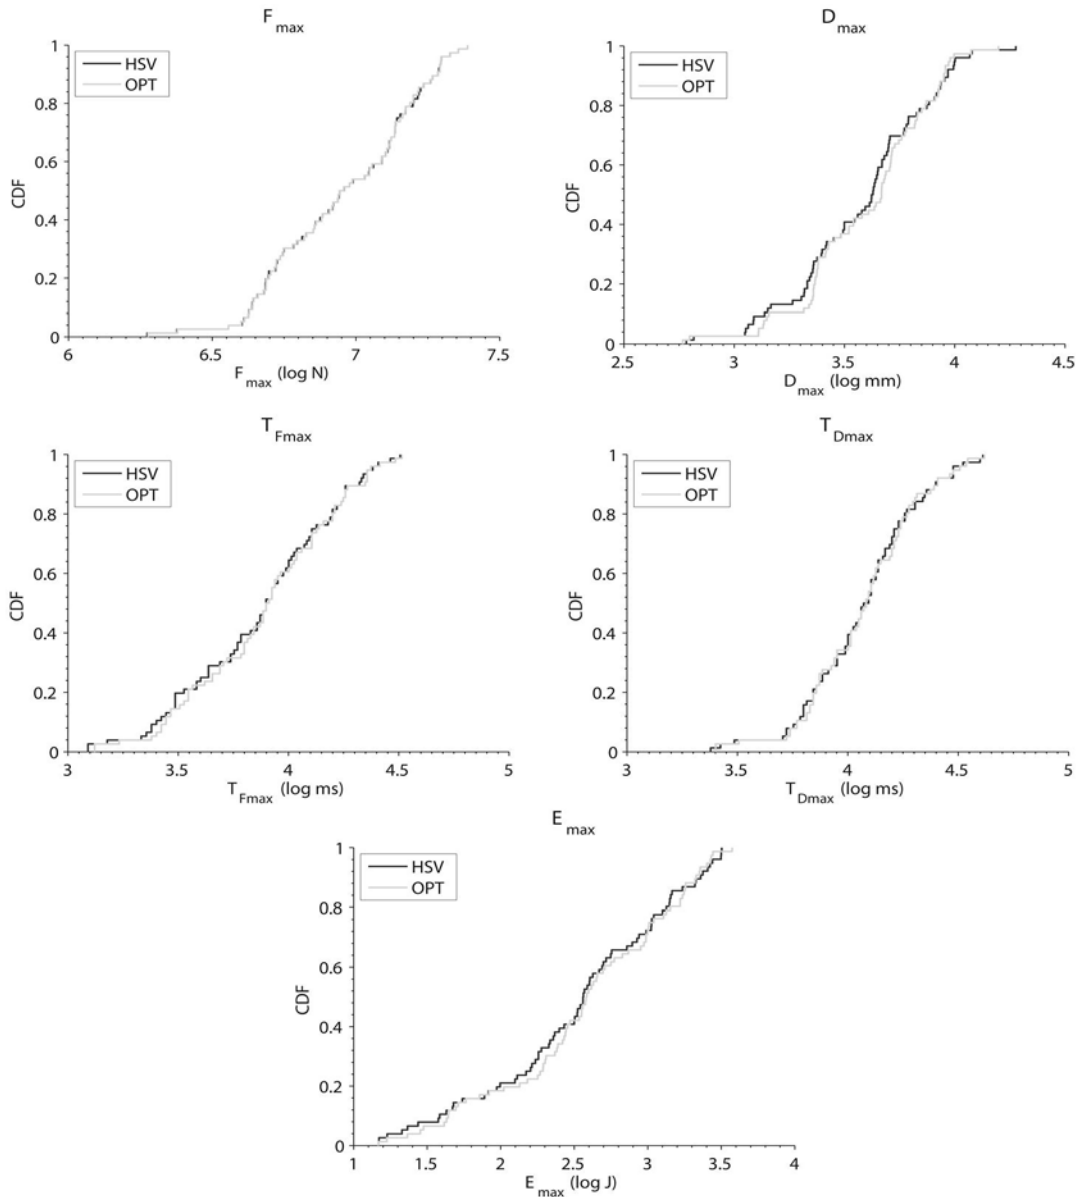 F max
1
HSV
OPT
0.8
0.6
CDF
0.4
0.2
0
6 6.5 7 7.5
F max (log N)
D max
1
HSV
OPT
0.8
0.6
CDF
0.4
0.2
0
2.5 3 3.5 4 4.5
D max (log mm)
T Fmax
1
HSV
OPT
0.8
0.6
CDF
0.4
0.2
0
3 3.5 4 4.5 5
T Fmax (log ms)
T Dmax
1
HSV
OPT
0.8
0.6
CDF
0.4
0.2
0
3 3.5 4 4.5 5
T Dmax (log ms)
E max
1
HSV
OPT
0.8
0.6
CDF
0.4
0.2
0
1 1.5 2 2.5 3 3.5 4
E max (log J)